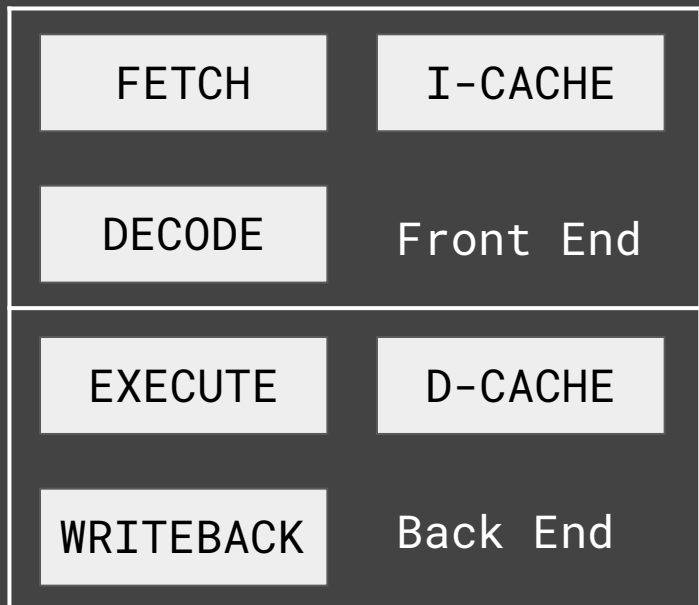 FETCH
I-CACHE
DECODE
Front End
EXECUTE
D-CACHE
WRITEBACK
Back End